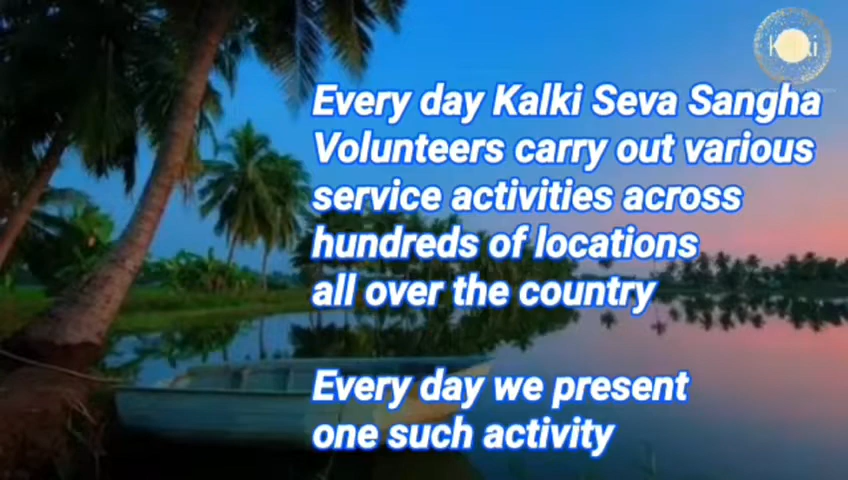 Kalki
Every day Kalki Seva Sangha
Volunteers carry out various
service activities across
hundreds of locations
all over the country
Every day we present
one such activity